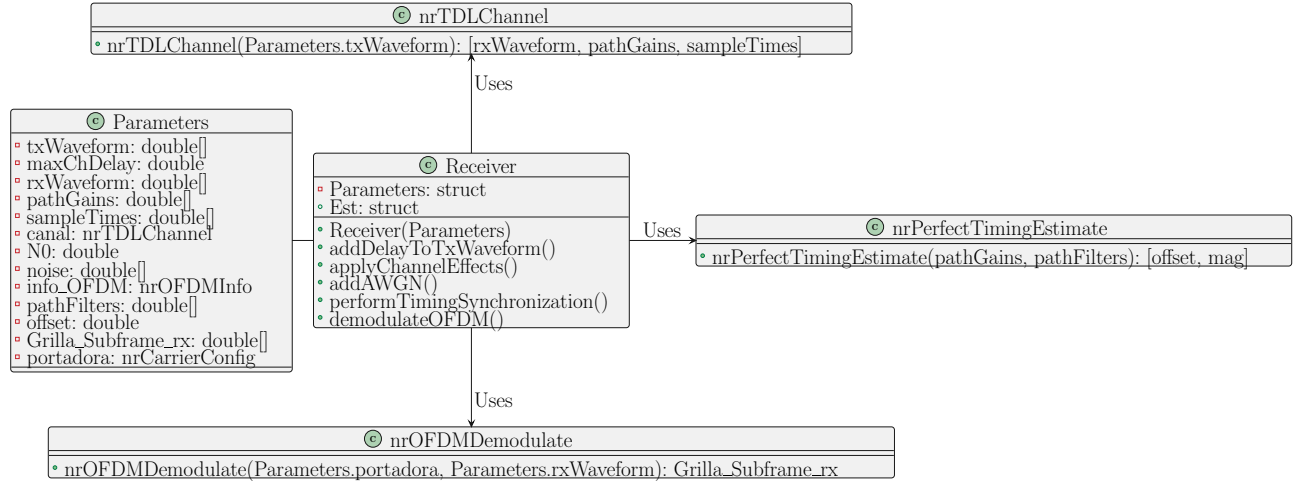 C nrTDLChannel
nrTDLChannel(Parameters.txWaveform): [rxWaveform, pathGains, sampleTimes]
Uses
C Parameters
txWaveform: double[]
maxChDelay: double
rxWaveform: double[]
pathGains: double[]
sampleTimes: double[]
canal: nrTDLChannel
N0: double
noise: double[]
info_OFDM: nrOFDMInfo
pathFilters: double[]
offset: double
Grilla_Subframe_rx: double[]
portadora: nrCarrierConfig
C Receiver
Parameters: struct
Est: struct
Receiver(Parameters)
addDelayToTxWaveform()
applyChannelEffects()
addAWGN()
performTimingSynchronization()
demodulateOFDM()
Uses
C nrPerfectTimingEstimate
nrPerfectTimingEstimate(pathGains, pathFilters): [offset, mag]
Uses
C nrOFDMDemodulate
nrOFDMDemodulate(Parameters.portadora, Parameters.rxWaveform): Grilla_Subframe_rx